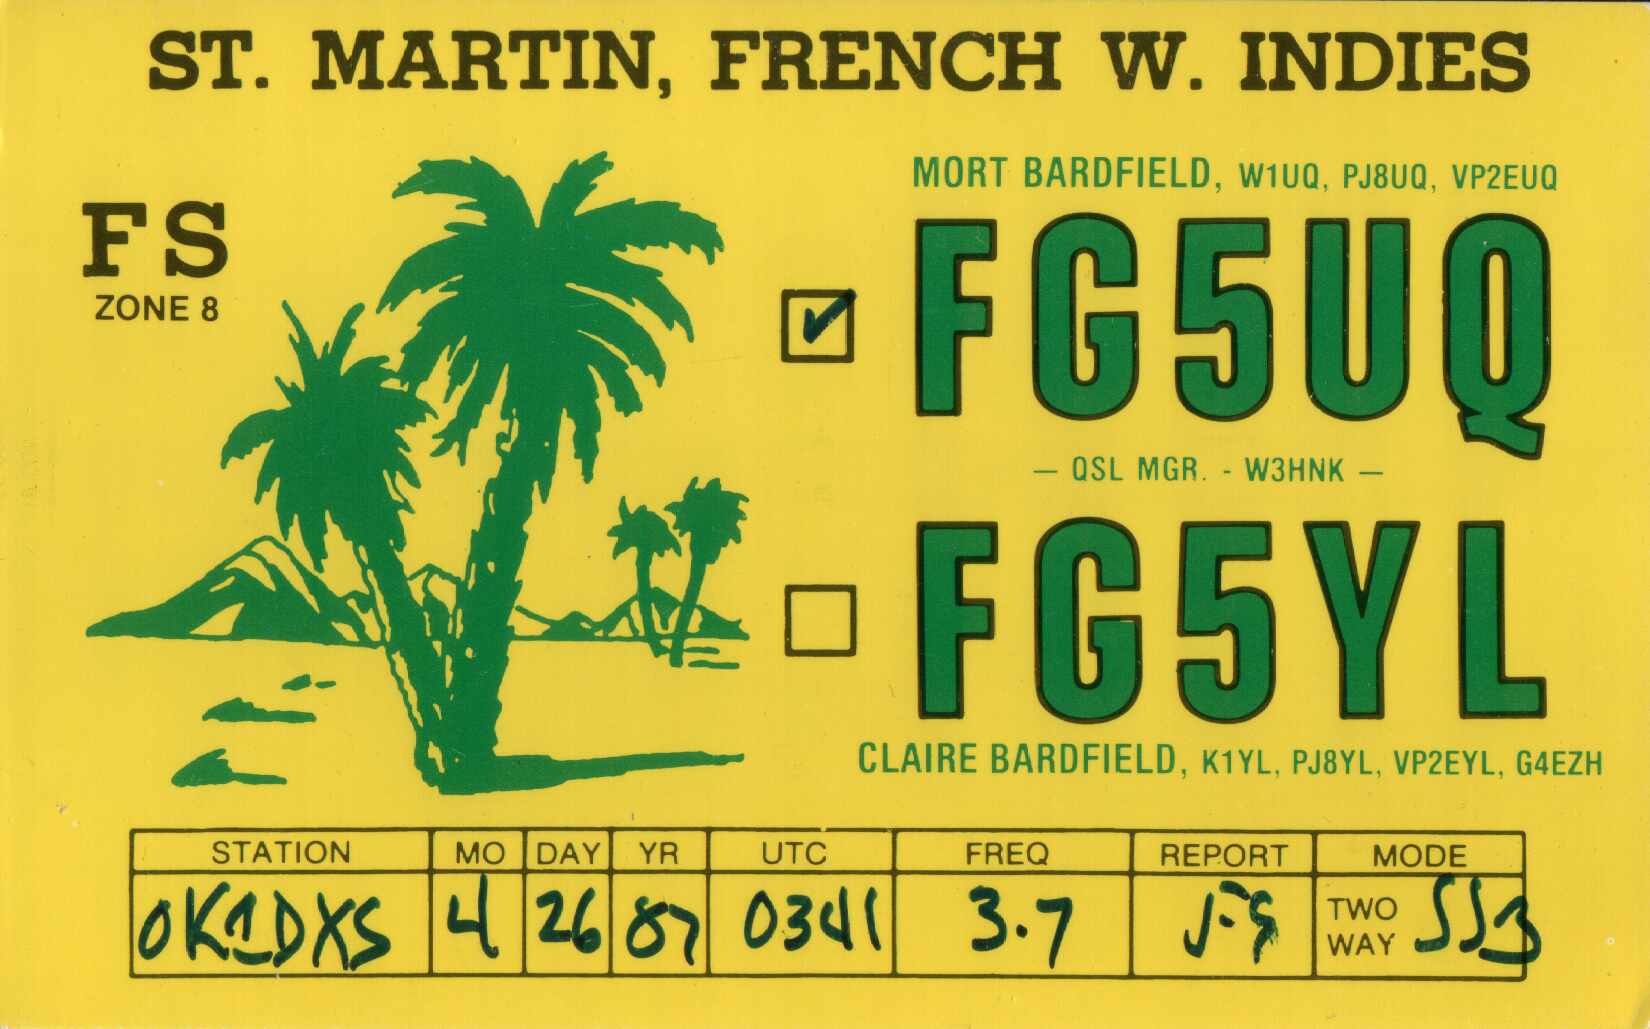 ST. MARTIN, FRENCH W. INDIES
MORT BARDFIELD, W1UQ, PJ8UQ, VP2EUQ
FS
ZONE 8
FG5UQ
— QSL MGR. - W3HNK —
FG5YL
CLAIRE BARDFIELD, K1YL, PJ8YL, VP2EYL, G4EZH
STATION MO DAY YR UTC FREQ REPORT MODE
OK1DXS 4 26 87 0341 3.7 TWO WAY SSB